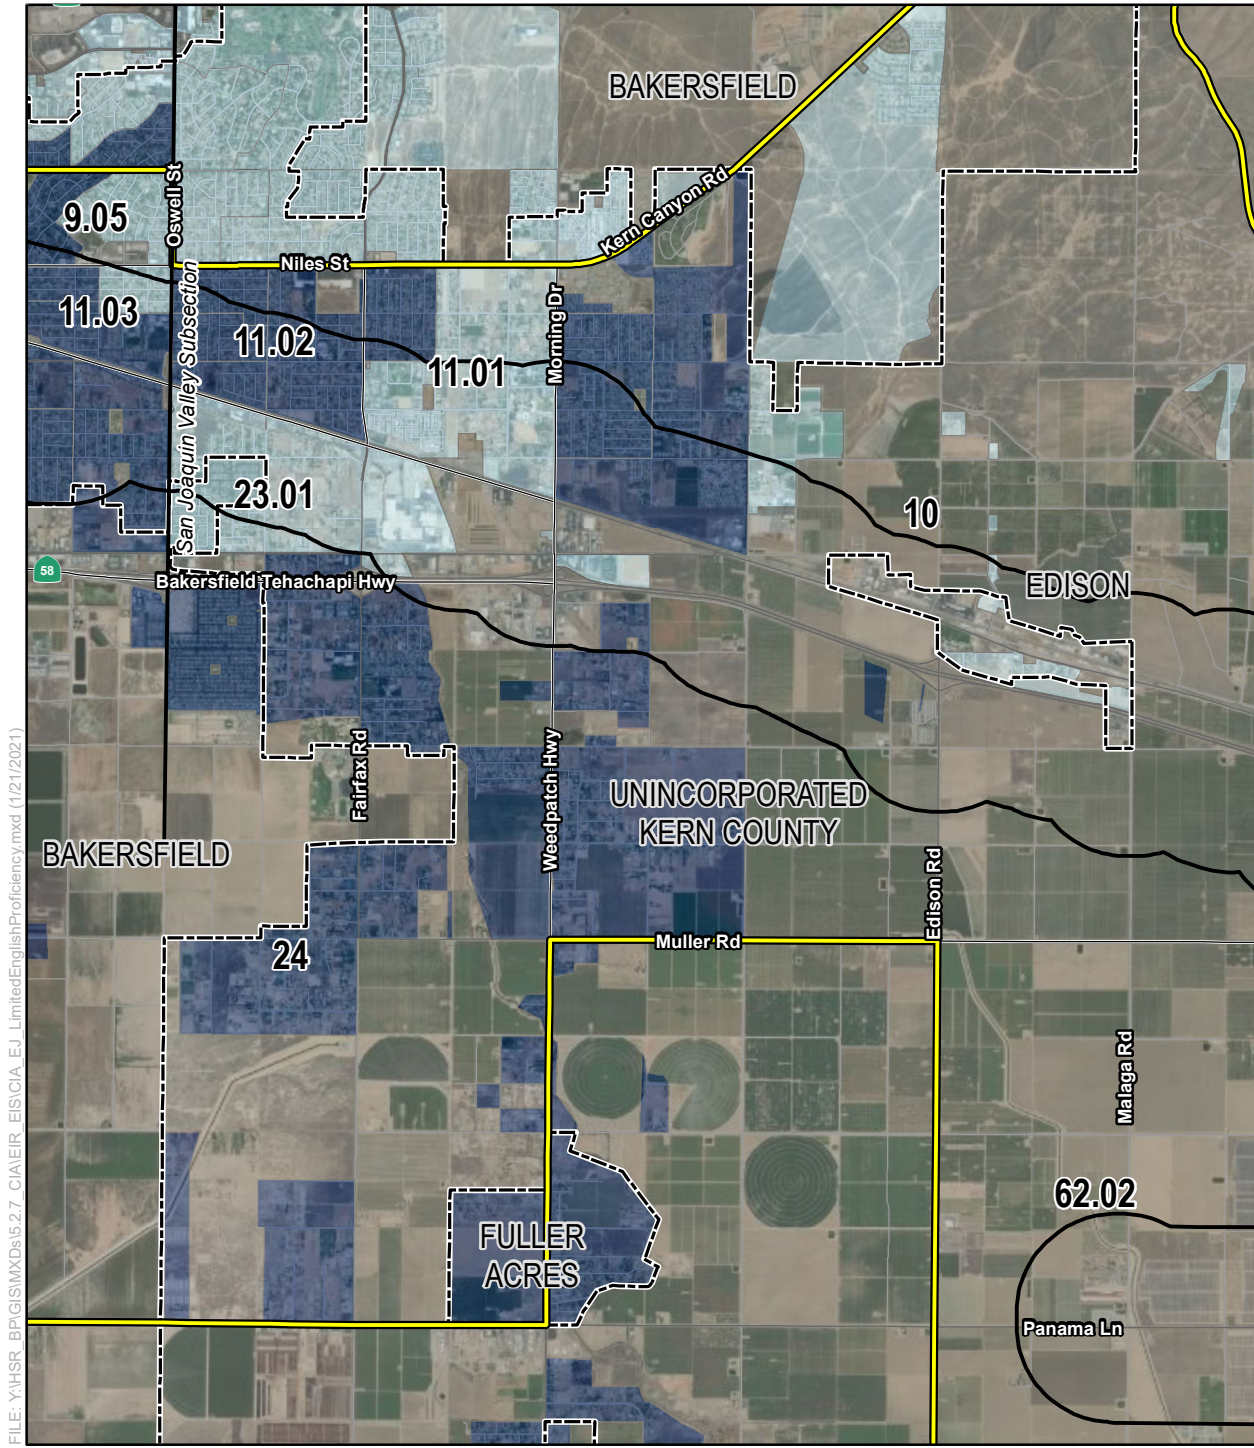 BAKERSFIELD
Oswell St
9.05
Kern Canyon Rd
Niles St
11.03
San Joaquin Valley Subsection
11.02
Morning Dr
11.01
23.01
10
58
Bakersfield Tehachapi Hwy
EDISON
Fairfax Rd
Weedpatch Hwy
UNINCORPORATED
KERN COUNTY
BAKERSFIELD
Edison Rd
Muller Rd
24
Malaga Rd
62.02
FULLER
ACRES
Panama Ln
FILE: Y:\HSR_BP\GIS\MXDs\5.2.7_CIA\EIR_EIS\CIA_EJ_LimitedEnglishProficiency.mxd (1/21/2021)